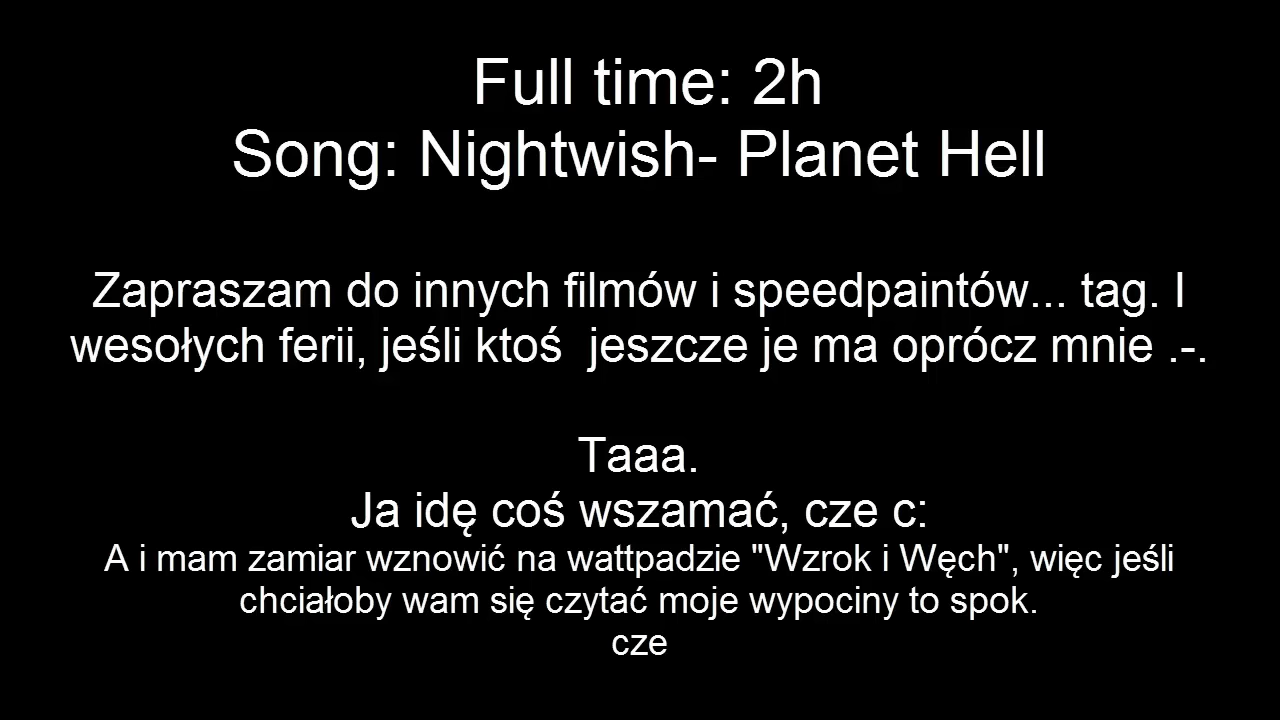 Full time: 2h
Song: Nightwish- Planet Hell
Zapraszam do innych filmów i speedpaintów... tag. I
wesołych ferii, jeśli ktoś  jeszcze je ma oprócz mnie .-.
Taaa.
Ja idę coś wszamać, cze c:
A i mam zamiar wznowić na wattpadzie "Wzrok i Węch", więc jeśli
chciałoby wam się czytać moje wypociny to spok.
cze